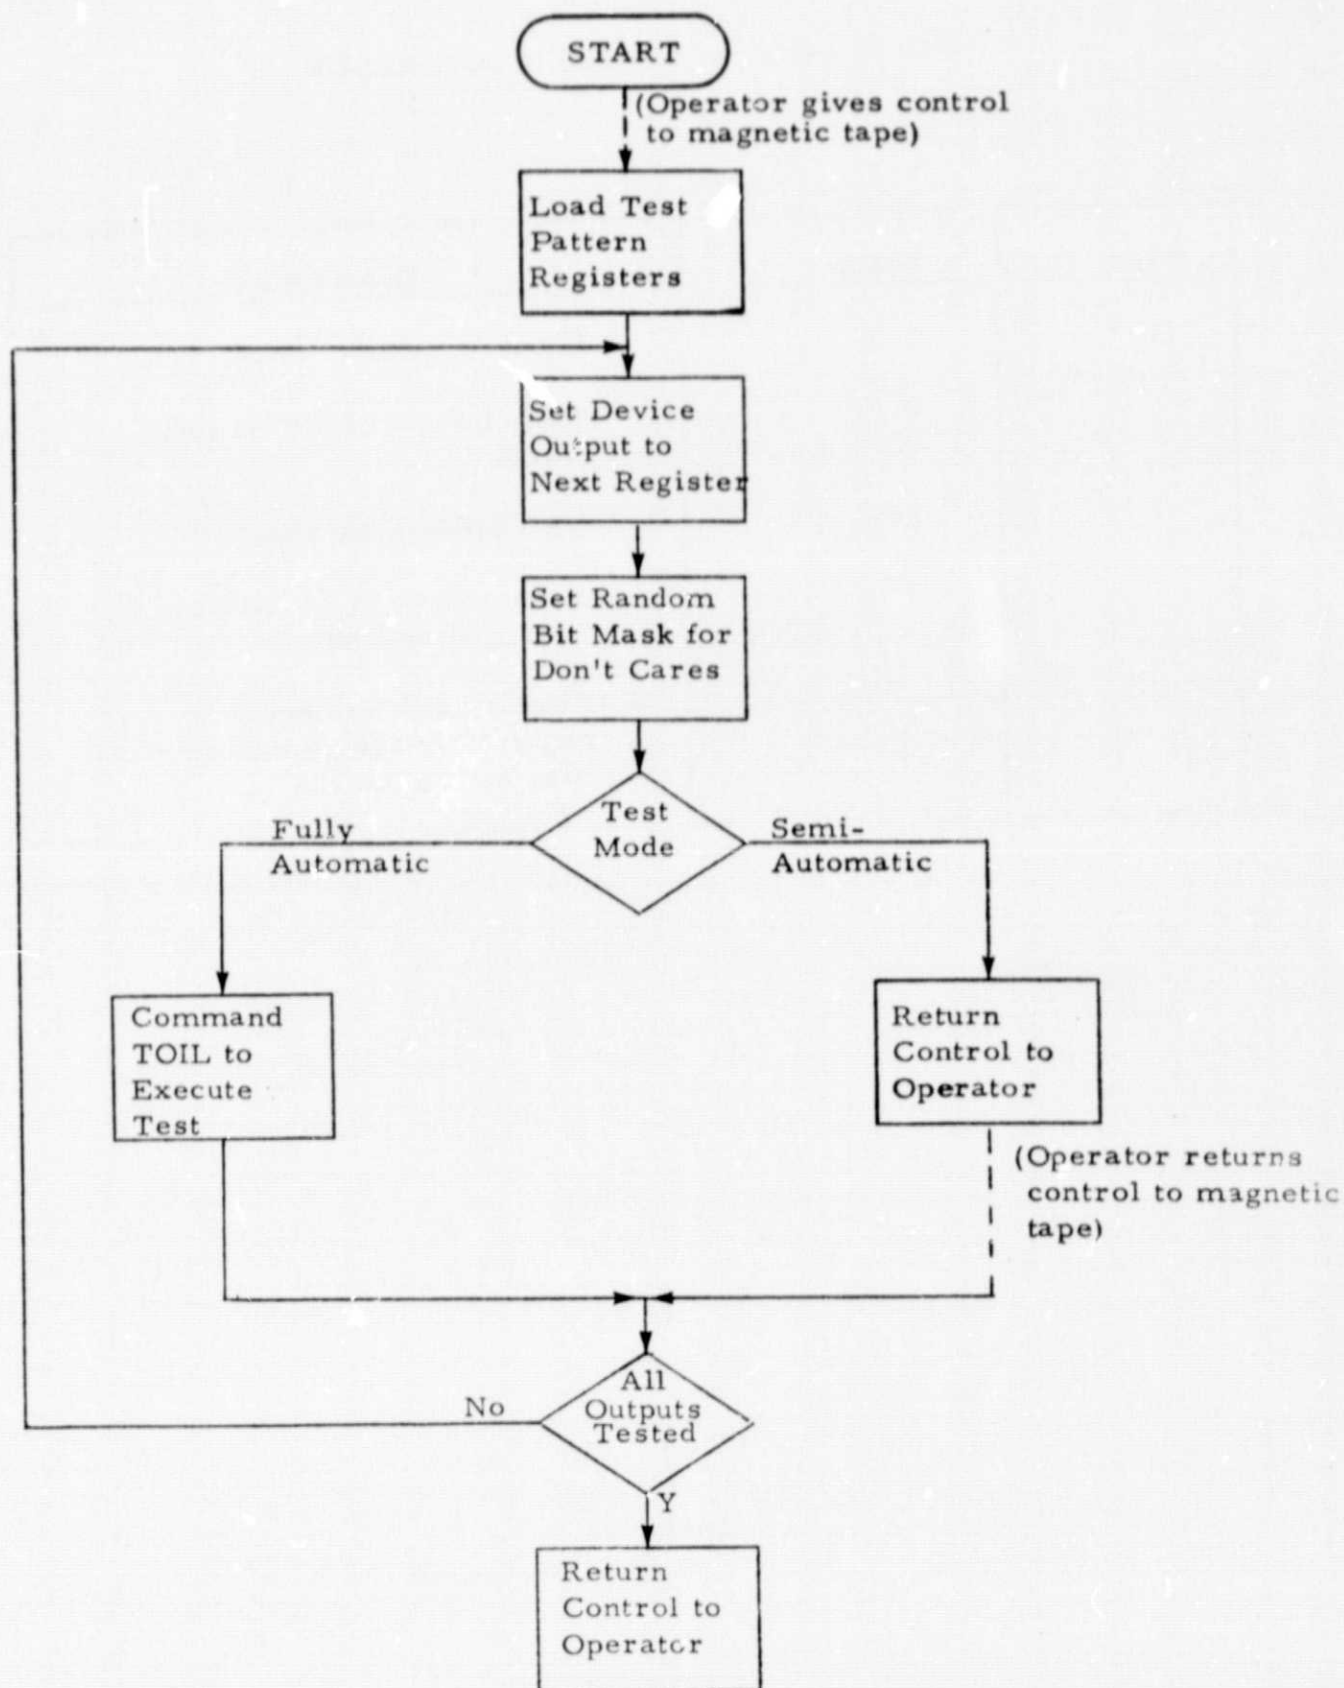 START
(Operator gives control
to magnetic tape)
Load Test
Pattern
Registers
Set Device
Output to
Next Register
Set Random
Bit Mask for
Don't Cares
Test
Mode
Fully
Automatic
Semi-
Automatic
Command
TOIL to
Execute
Test
Return
Control to
Operator
(Operator returns
control to magnetic
tape)
All
Outputs
Tested
No
Y
Return
Control to
Operator